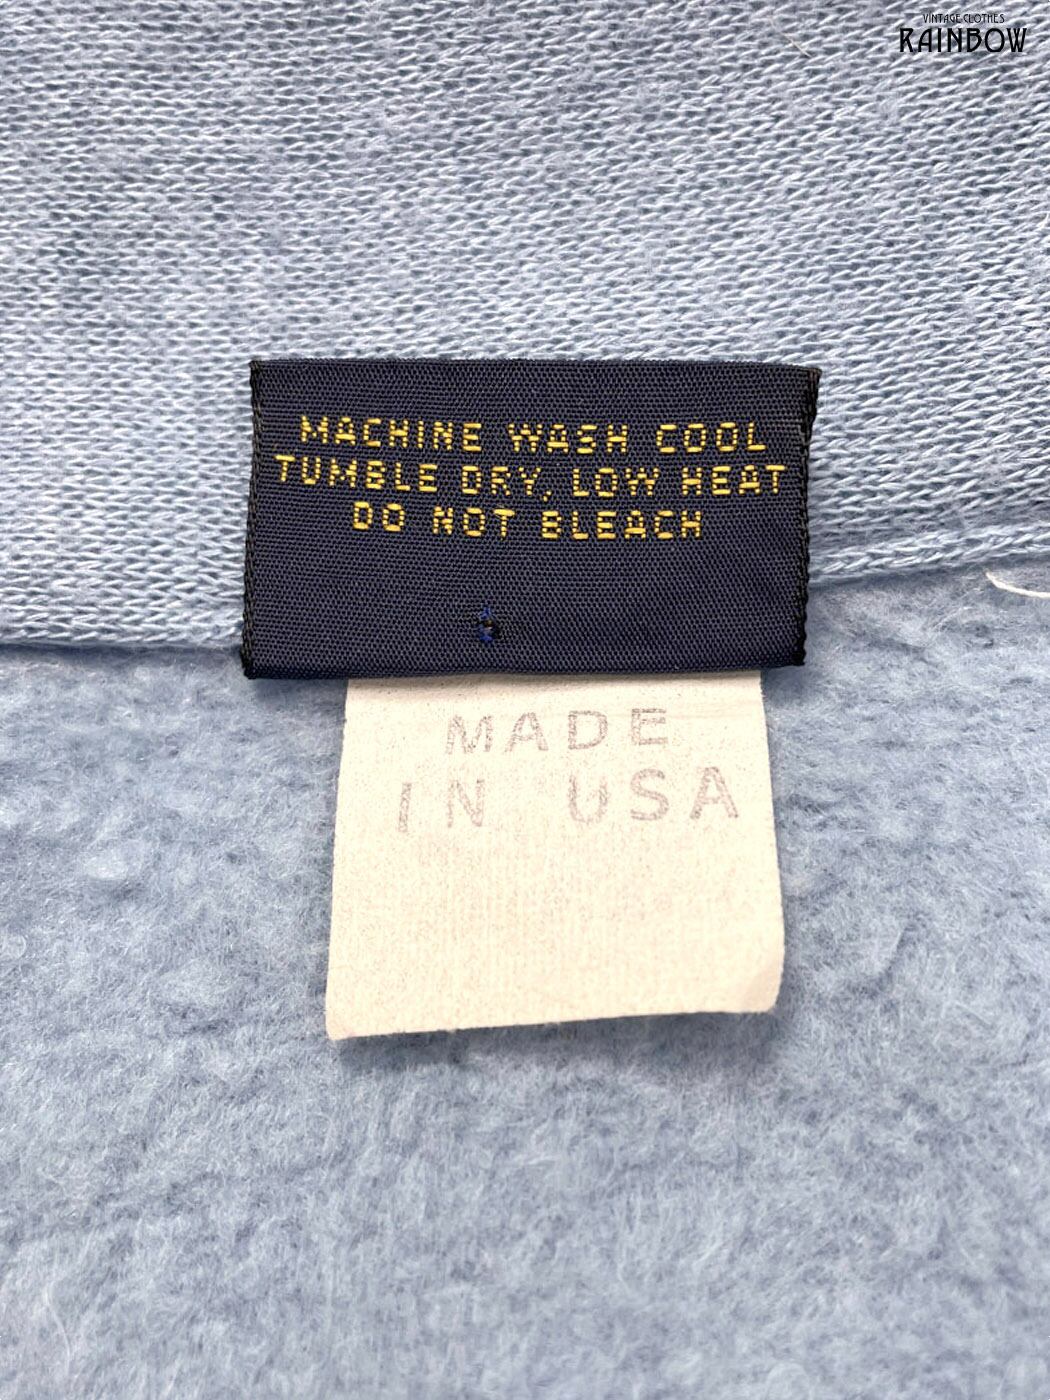 VINTAGE CLOTHES
RAINBOW
MACHINE WASH COOL
TUMBLE DRY, LOW HEAT
DO NOT BLEACH
MADE
IN USA